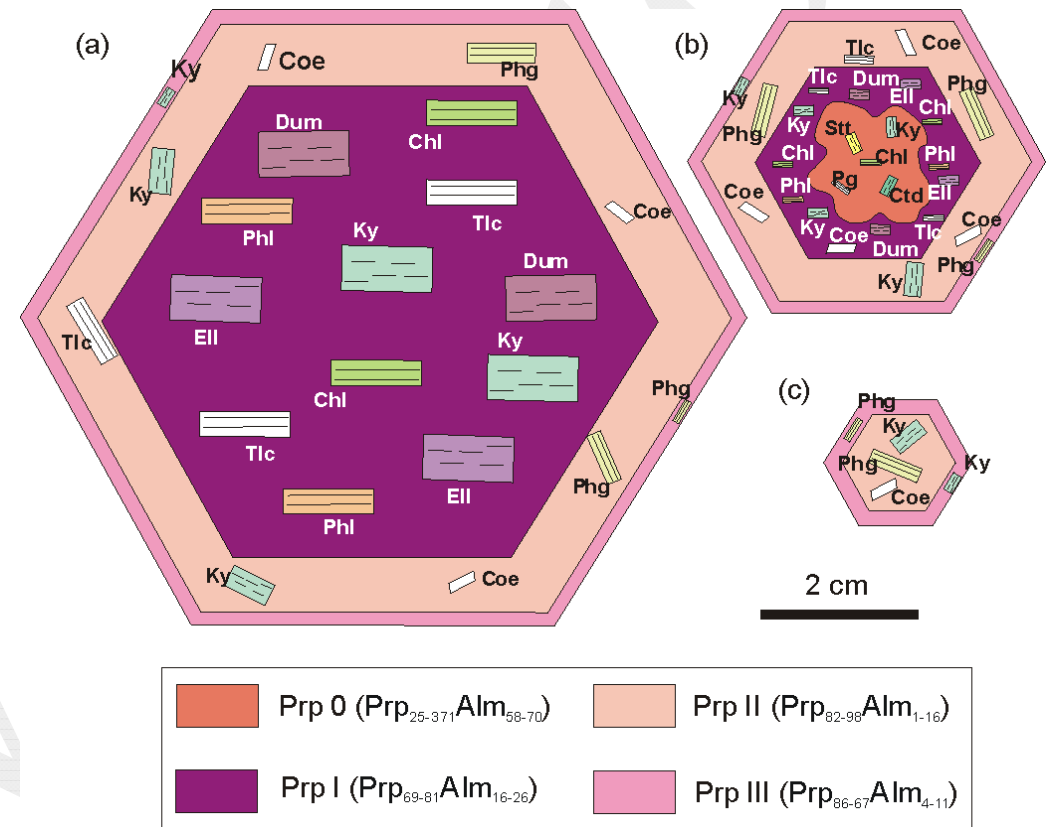 (a)
Ky
Coe
Phg
Chl
Dum
Ky
Tlc
Coe
Phl
Ky
Dum
Ell
Ky
Tlc
Chl
Phg
Tlc
Phg
Ell
Phl
Ky
Coe
(b)
Tlc
Coe
Tlc
Dum
Ell
Phg
Ky
Chl
Ky
Phg
Stt
Ky
Chl
Chl
Phl
Pg
Phl
Ctd
Ell
Coe
Ky
Coe
Tlc
Coe
Dum
Phg
Ky
(c)
Phg
Ky
Phg
Ky
Coe
2 cm
Prp 0 (Prp25-371Alm58-70)
Prp II (Prp82-98Alm1-16)
Prp I (Prp69-81Alm16-26)
Prp III (Prp86-67Alm4-11)